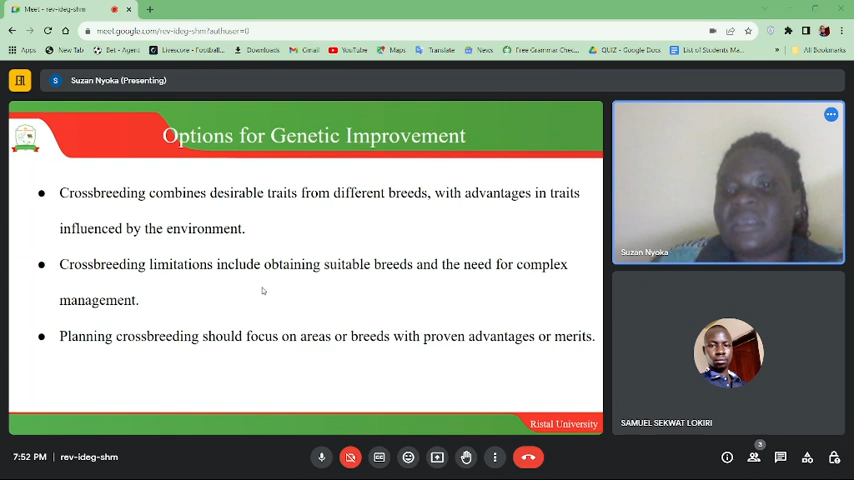 Meet - rev-ideg-shm
meet.google.com/rev-ideg-shm?authuser=0
Apps New Tab Bet - Agent Livescore - Football... Downloads Gmail YouTube Maps Translate News Free Grammar Chec... QUIZ - Google Docs List of Students Ma... » All Bookmarks
S Suzan Nyoka (Presenting)
Options for Genetic Improvement
● Crossbreeding combines desirable traits from different breeds, with advantages in traits
influenced by the environment.
● Crossbreeding limitations include obtaining suitable breeds and the need for complex
management.
● Planning crossbreeding should focus on areas or breeds with proven advantages or merits.
Ristal University
Suzan Nyoka
SAMUEL SEKWAT LOKIRI
7:52 PM | rev-ideg-shm
3